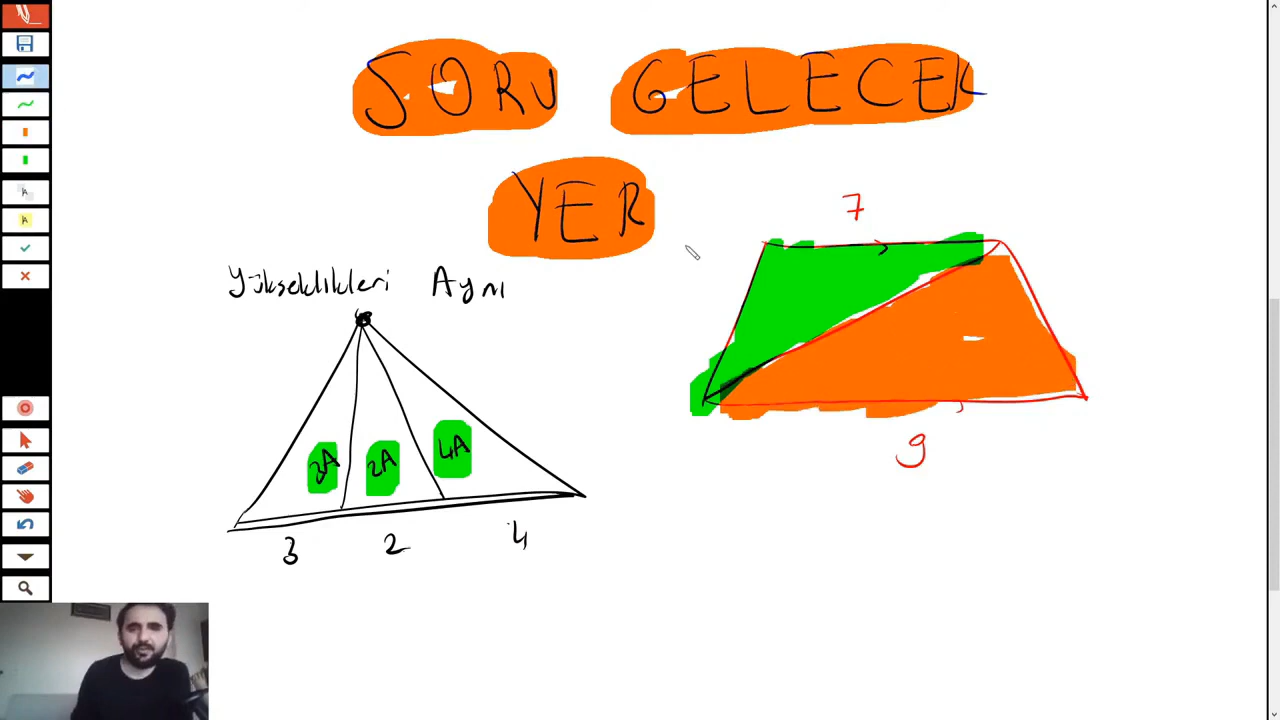 SORU GELECEK
YER
7
Yükseklikleri Aynı
3A 2A 4A
9
3 2 4